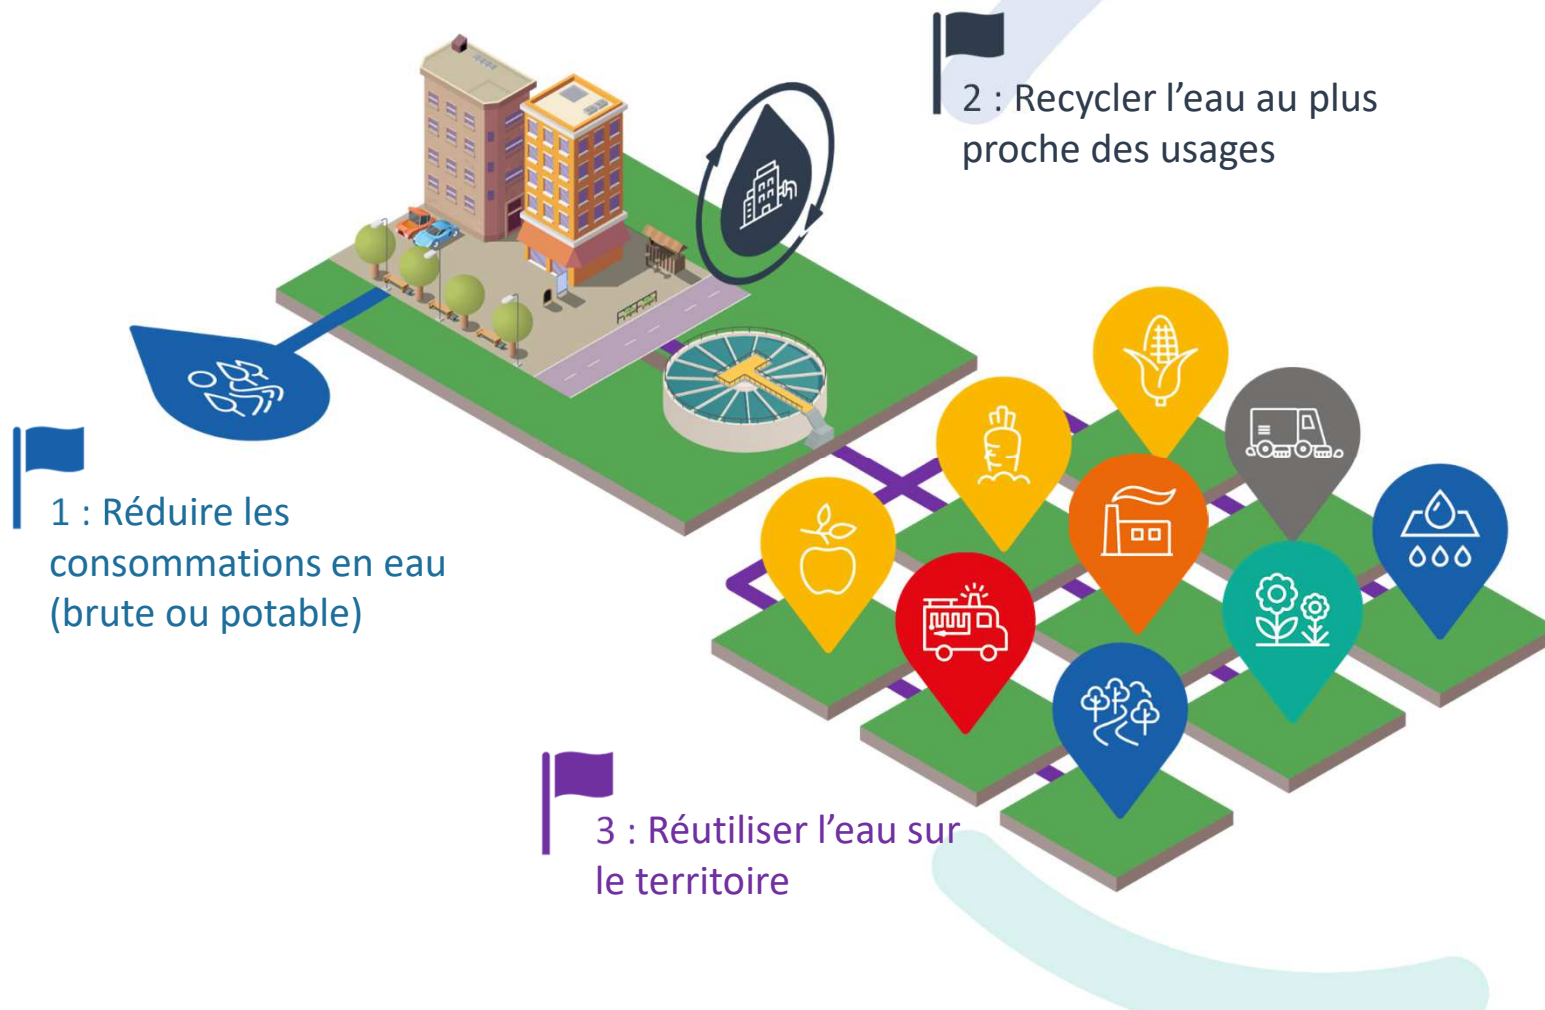 2 : Recycler l’eau au plus
proche des usages
1 : Réduire les
consommations en eau
(brute ou potable)
3 : Réutiliser l’eau sur
le territoire